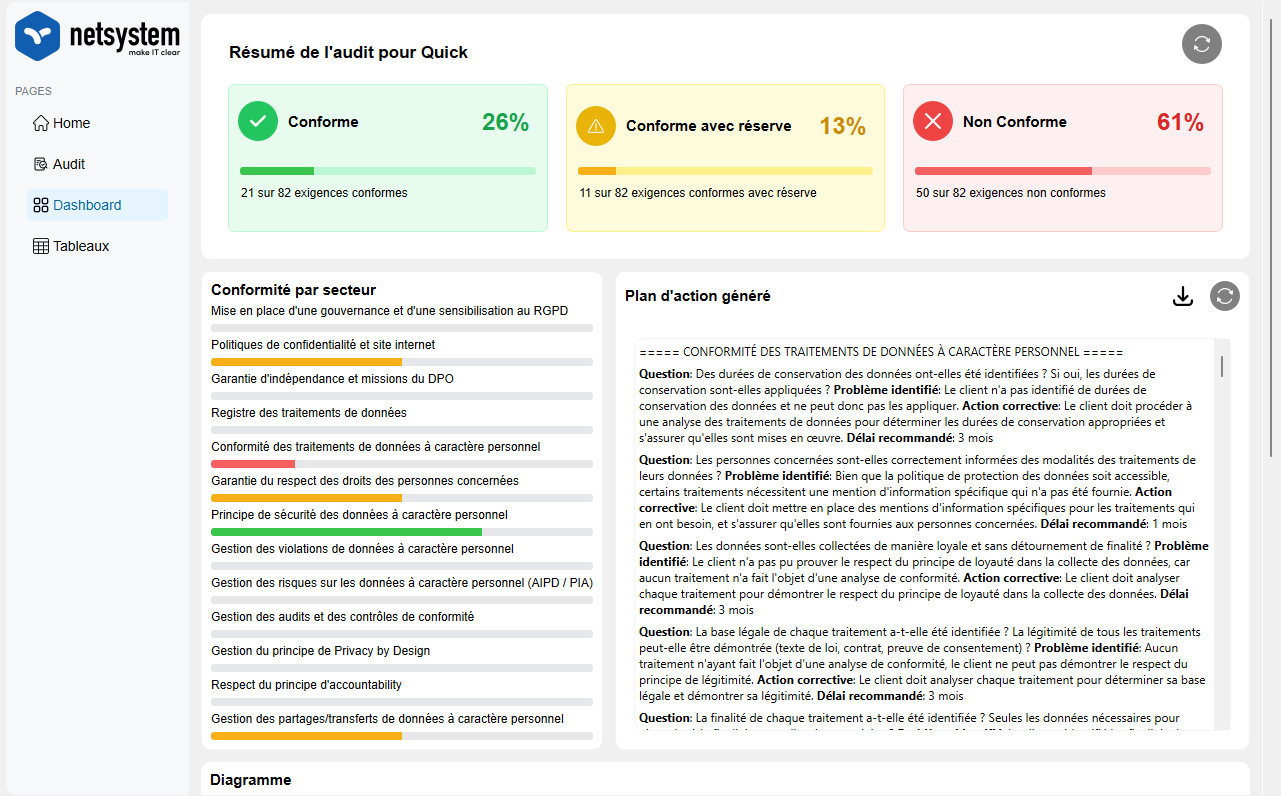 netsystem
make IT clear
PAGES
Home
Audit
Dashboard
Tableaux
Résumé de l'audit pour Quick
Conforme
26%
21 sur 82 exigences conformes
Conforme avec réserve
13%
11 sur 82 exigences conformes avec réserve
Non Conforme
61%
50 sur 82 exigences non conformes
Conformité par secteur
Mise en place d'une gouvernance et d'une sensibilisation au RGPD
Politiques de confidentialité et site internet
Garantie d'indépendance et missions du DPO
Registre des traitements de données
Conformité des traitements de données à caractère personnel
Garantie du respect des droits des personnes concernées
Principe de sécurité des données à caractère personnel
Gestion des violations de données à caractère personnel
Gestion des risques sur les données à caractère personnel (AIPD / PIA)
Gestion des audits et des contrôles de conformité
Gestion du principe de Privacy by Design
Respect du principe d'accountability
Gestion des partages/transferts de données à caractère personnel
Plan d'action généré
===== CONFORMITÉ DES TRAITEMENTS DE DONNÉES À CARACTÈRE PERSONNEL =====
Question: Des durées de conservation des données ont-elles été identifiées ? Si oui, les durées de
conservation sont-elles appliquées ? Problème identifié: Le client n'a pas identifié de durées de
conservation des données et ne peut donc pas les appliquer. Action corrective: Le client doit procéder à
une analyse des traitements de données pour déterminer les durées de conservation appropriées et
s'assurer qu'elles sont mises en œuvre. Délai recommandé: 3 mois
Question: Les personnes concernées sont-elles correctement informées des modalités des traitements de
leurs données ? Problème identifié: Bien que la politique de protection des données soit accessible,
certains traitements nécessitent une mention d'information spécifique qui n'a pas été fournie. Action
corrective: Le client doit mettre en place des mentions d'information spécifiques pour les traitements qui
en ont besoin, et s'assurer qu'elles sont fournies aux personnes concernées. Délai recommandé: 1 mois
Question: Les données sont-elles collectées de manière loyale et sans détournement de finalité ? Problème
identifié: Le client n'a pas pu prouver le respect du principe de loyauté dans la collecte des données, car
aucun traitement n'a fait l'objet d'une analyse de conformité. Action corrective: Le client doit analyser
chaque traitement pour démontrer le respect du principe de loyauté dans la collecte des données. Délai
recommandé: 3 mois
Question: La base légale de chaque traitement a-t-elle été identifiée ? La légitimité de tous les traitements
peut-elle être démontrée (texte de loi, contrat, preuve de consentement) ? Problème identifié: Aucun
traitement n'ayant fait l'objet d'une analyse de conformité, le client ne peut pas démontrer le respect du
principe de légitimité. Action corrective: Le client doit analyser chaque traitement pour déterminer sa base
légale et démontrer sa légitimité. Délai recommandé: 3 mois
Question: La finalité de chaque traitement a-t-elle été identifiée ? Seules les données nécessaires pour
Diagramme